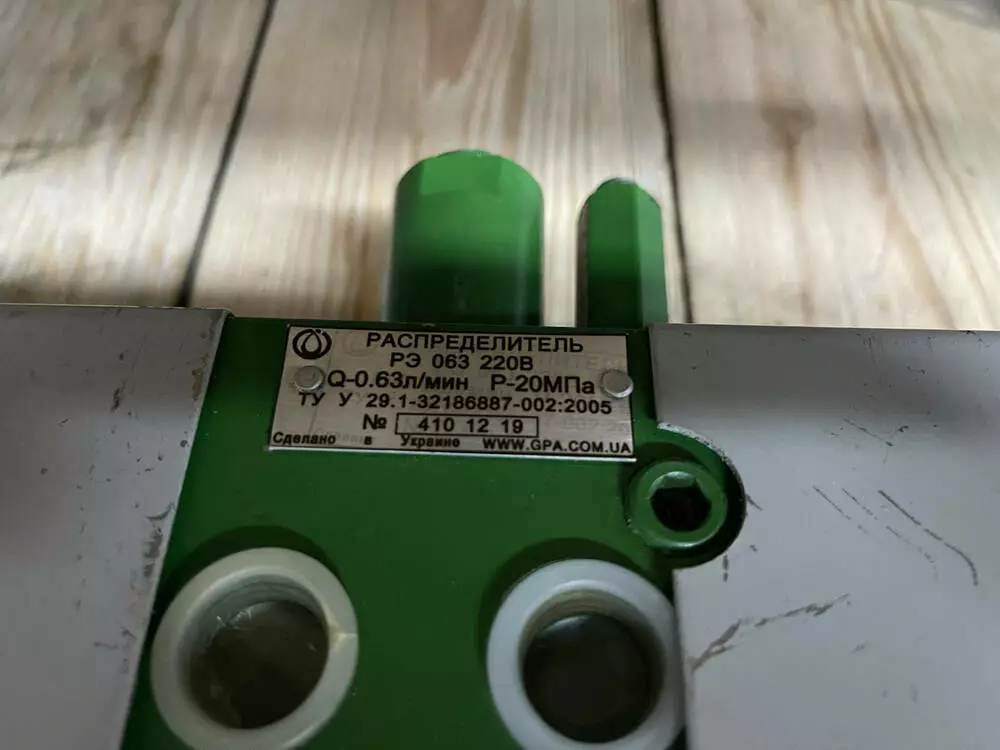 РАСПРЕДЕЛИТЕЛЬ
РЭ 063 220В
Q-0.63л/мин Р-20МПа
ТУ У 29.1-32186887-002:2005
№ 410 12 19
Сделано в Украине WWW.GPA.COM.UA